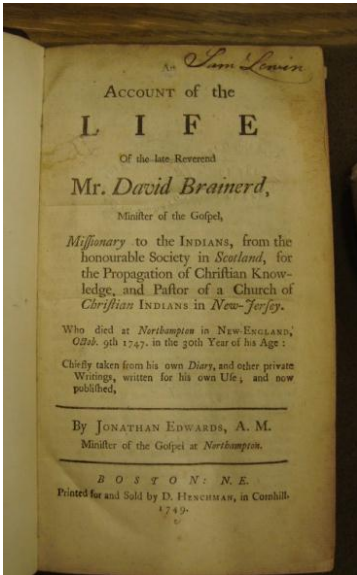 An Sam Lewin
ACCOUNT of the
LIFE
Of the late Reverend
Mr. David Brainerd,
Minister of the Goſpel,
Miſſionary to the INDIANS, from the
honourable Society in Scotland, for
the Propagation of Chriſtian Know-
ledge, and Paſtor of a Church of
Chriſtian INDIANS in New-Jerſey.
Who died at Northampton in NEW-ENGLAND,
Octob. 9th 1747. in the 30th Year of his Age:
Chiefly taken from his own Diary, and other private
Writings, written for his own Uſe; and now
publiſhed,
By JONATHAN EDWARDS, A. M.
Miniſter of the Goſpel at Northampton.
BOSTON: N.E.
Printed for and Sold by D. HENCHMAN, in Cornhill.
1749.